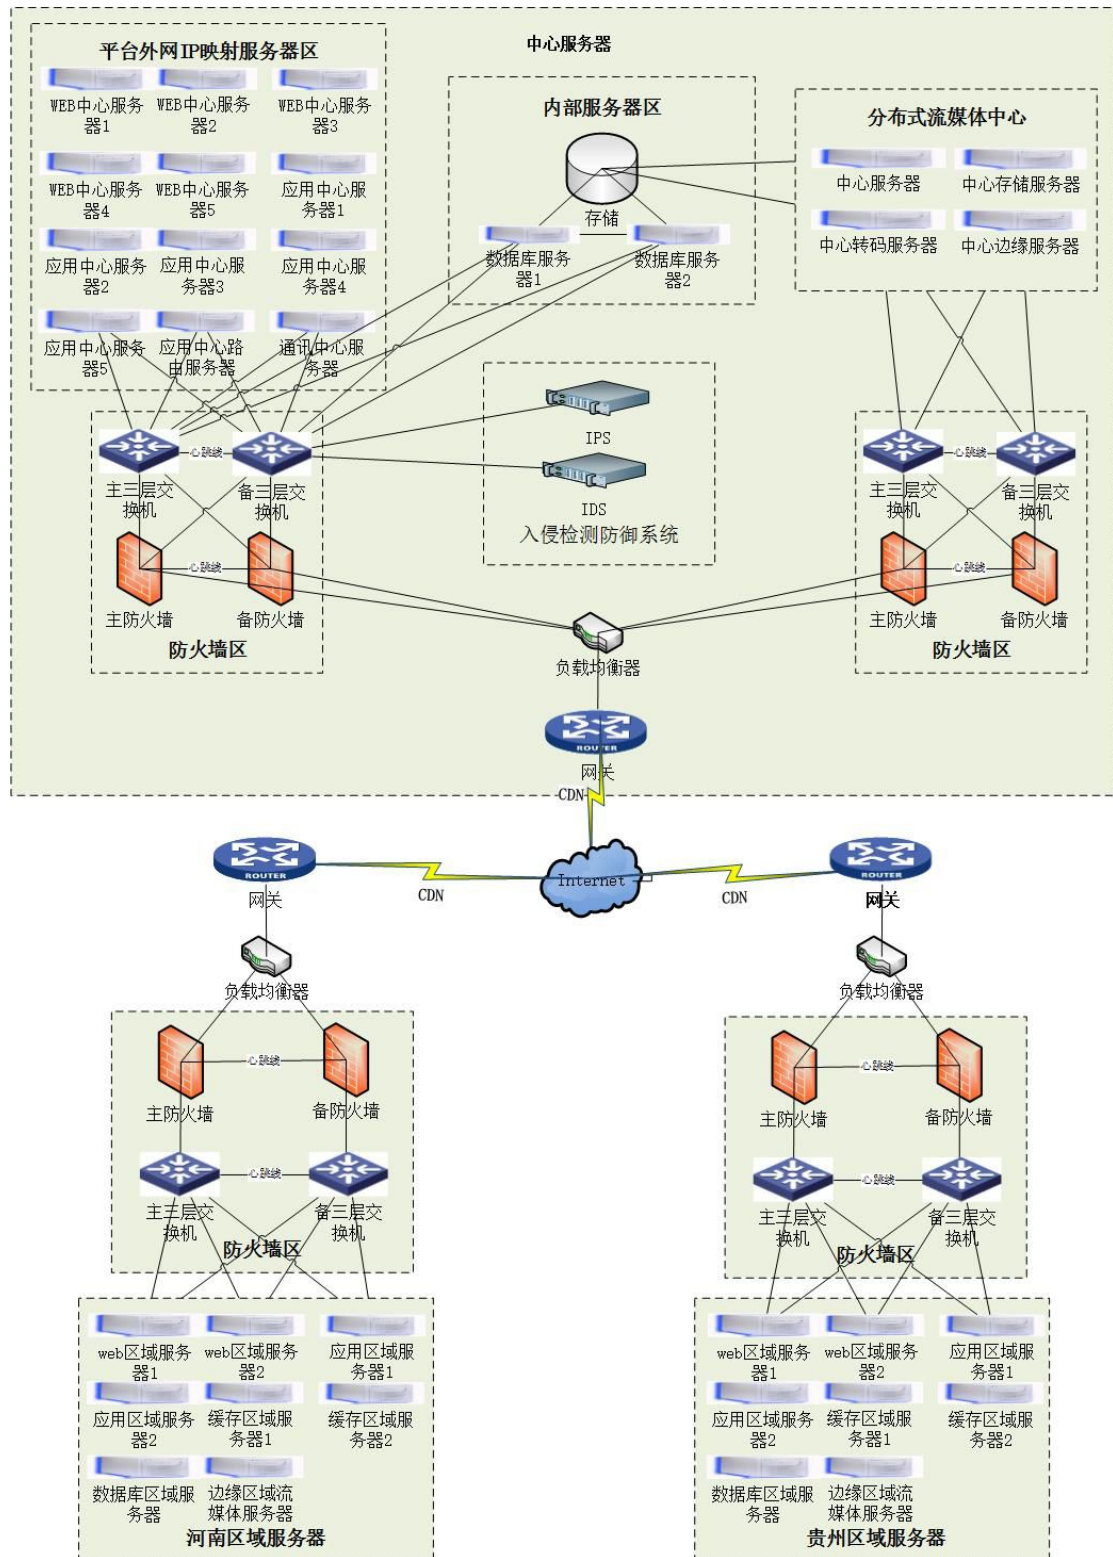 中心服务器
平台外网IP映射服务器区
WEB中心服务
器1
WEB中心服务
器2
WEB中心服务
器3
WEB中心服务
器4
WEB中心服务
器5
应用中心服
务器1
应用中心服
务器2
应用中心服
务器3
应用中心服
务器4
应用中心服务
器5
应用中心路
由服务器
通讯中心服
务器
内部服务器区
存储
数据库服务
器1
数据库服务
器2
分布式流媒体中心
中心服务器
中心存储服务器
中心转码服务器
中心边缘服务器
IPS
IDS
入侵检测防御系统
心跳线
主三层交
换机
备三层交
换机
心跳线
主防火墙
备防火墙
防火墙区
心跳线
主三层交
换机
备三层交
换机
心跳线
主防火墙
备防火墙
防火墙区
负载均衡器
ROUTER
网关
CDN
Internet
ROUTER
网关
CDN
CDN
ROUTER
网关
负载均衡器
心跳线
主防火墙
备防火墙
心跳线
主三层交
换机
备三层交
换机
防火墙区
web区域服务
器1
web区域服务
器2
应用区域服
务器1
应用区域服务
器2
缓存区域服
务器1
缓存区域服
务器2
数据库区域服
务器
边缘区域流
媒体服务器
河南区域服务器
负载均衡器
心跳线
主防火墙
备防火墙
心跳线
主三层交
换机
备三层交
换机
防火墙区
web区域服务
器1
web区域服务
器2
应用区域服
务器1
应用区域服务
器2
缓存区域服
务器1
缓存区域服
务器2
数据库区域服
务器
边缘区域流
媒体服务器
贵州区域服务器